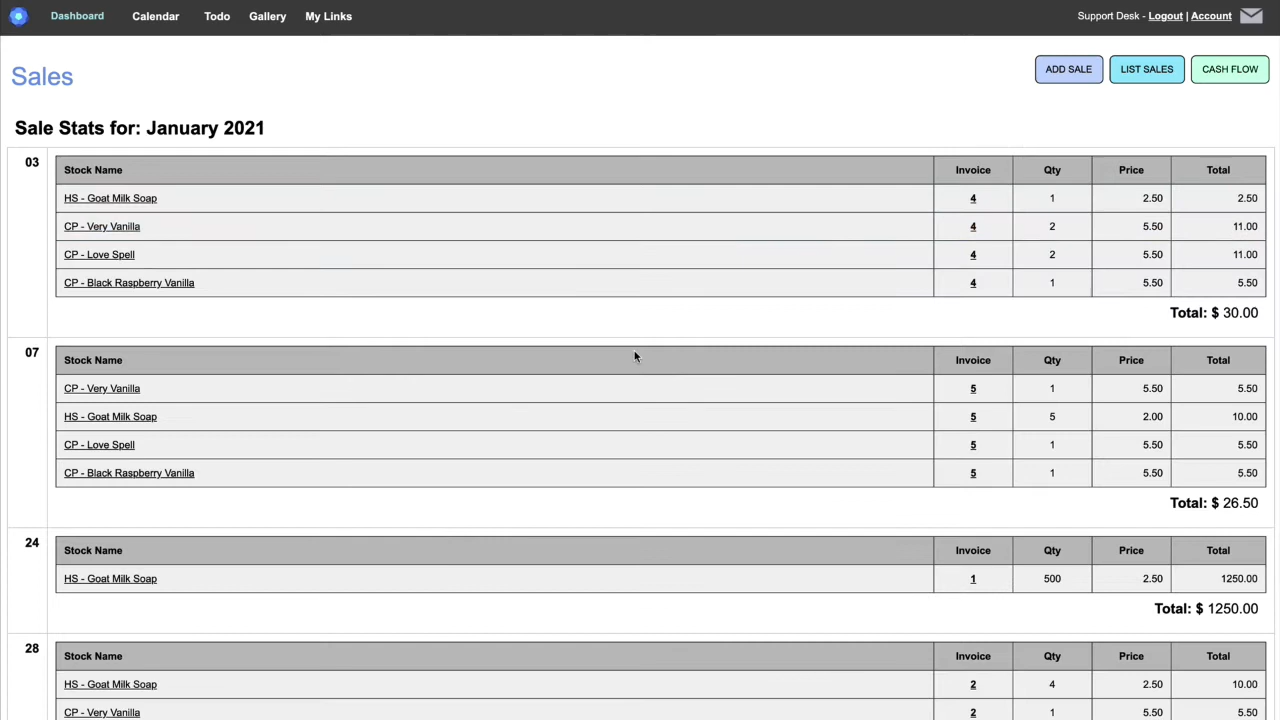 Dashboard Calendar Todo Gallery My Links Support Desk - Logout | Account
Sales ADD SALE LIST SALES CASH FLOW
Sale Stats for: January 2021
03 Stock Name Invoice Qty Price Total
HS - Goat Milk Soap 4 1 2.50 2.50
CP - Very Vanilla 4 2 5.50 11.00
CP - Love Spell 4 2 5.50 11.00
CP - Black Raspberry Vanilla 4 1 5.50 5.50
Total: $ 30.00
07 Stock Name Invoice Qty Price Total
CP - Very Vanilla 5 1 5.50 5.50
HS - Goat Milk Soap 5 5 2.00 10.00
CP - Love Spell 5 1 5.50 5.50
CP - Black Raspberry Vanilla 5 1 5.50 5.50
Total: $ 26.50
24 Stock Name Invoice Qty Price Total
HS - Goat Milk Soap 1 500 2.50 1250.00
Total: $ 1250.00
28 Stock Name Invoice Qty Price Total
HS - Goat Milk Soap 2 4 2.50 10.00
CP - Very Vanilla 2 1 5.50 5.50